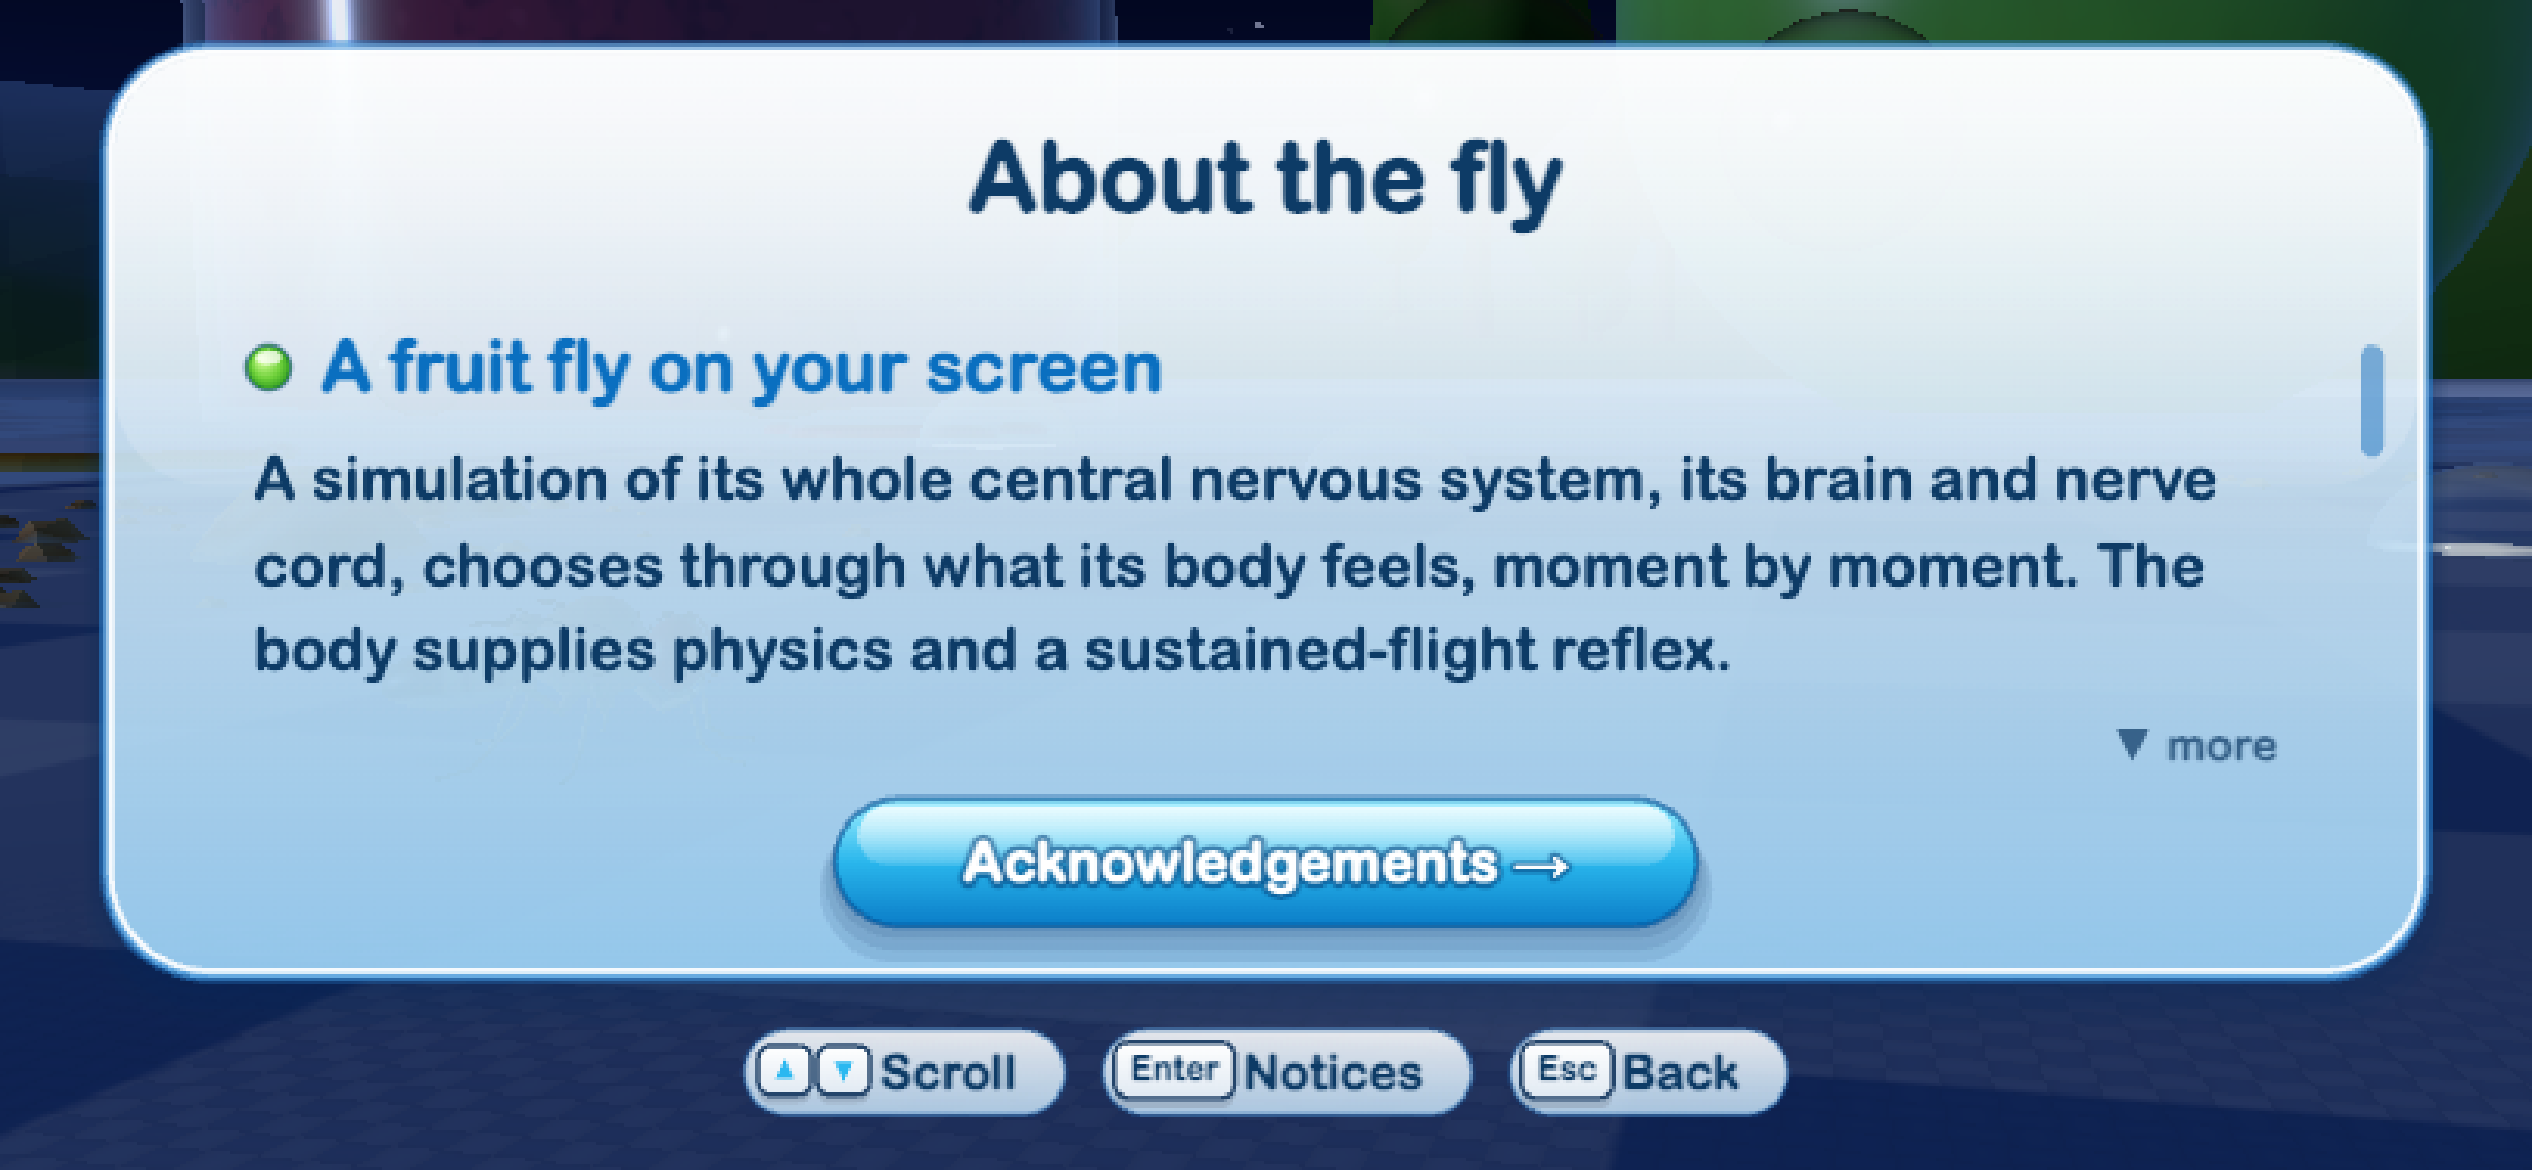 About the fly
A fruit fly on your screen
A simulation of its whole central nervous system, its brain and nerve
cord, chooses through what its body feels, moment by moment. The
body supplies physics and a sustained-flight reflex.
▼ more
Acknowledgements →
▲ ▼ Scroll Enter Notices Esc Back